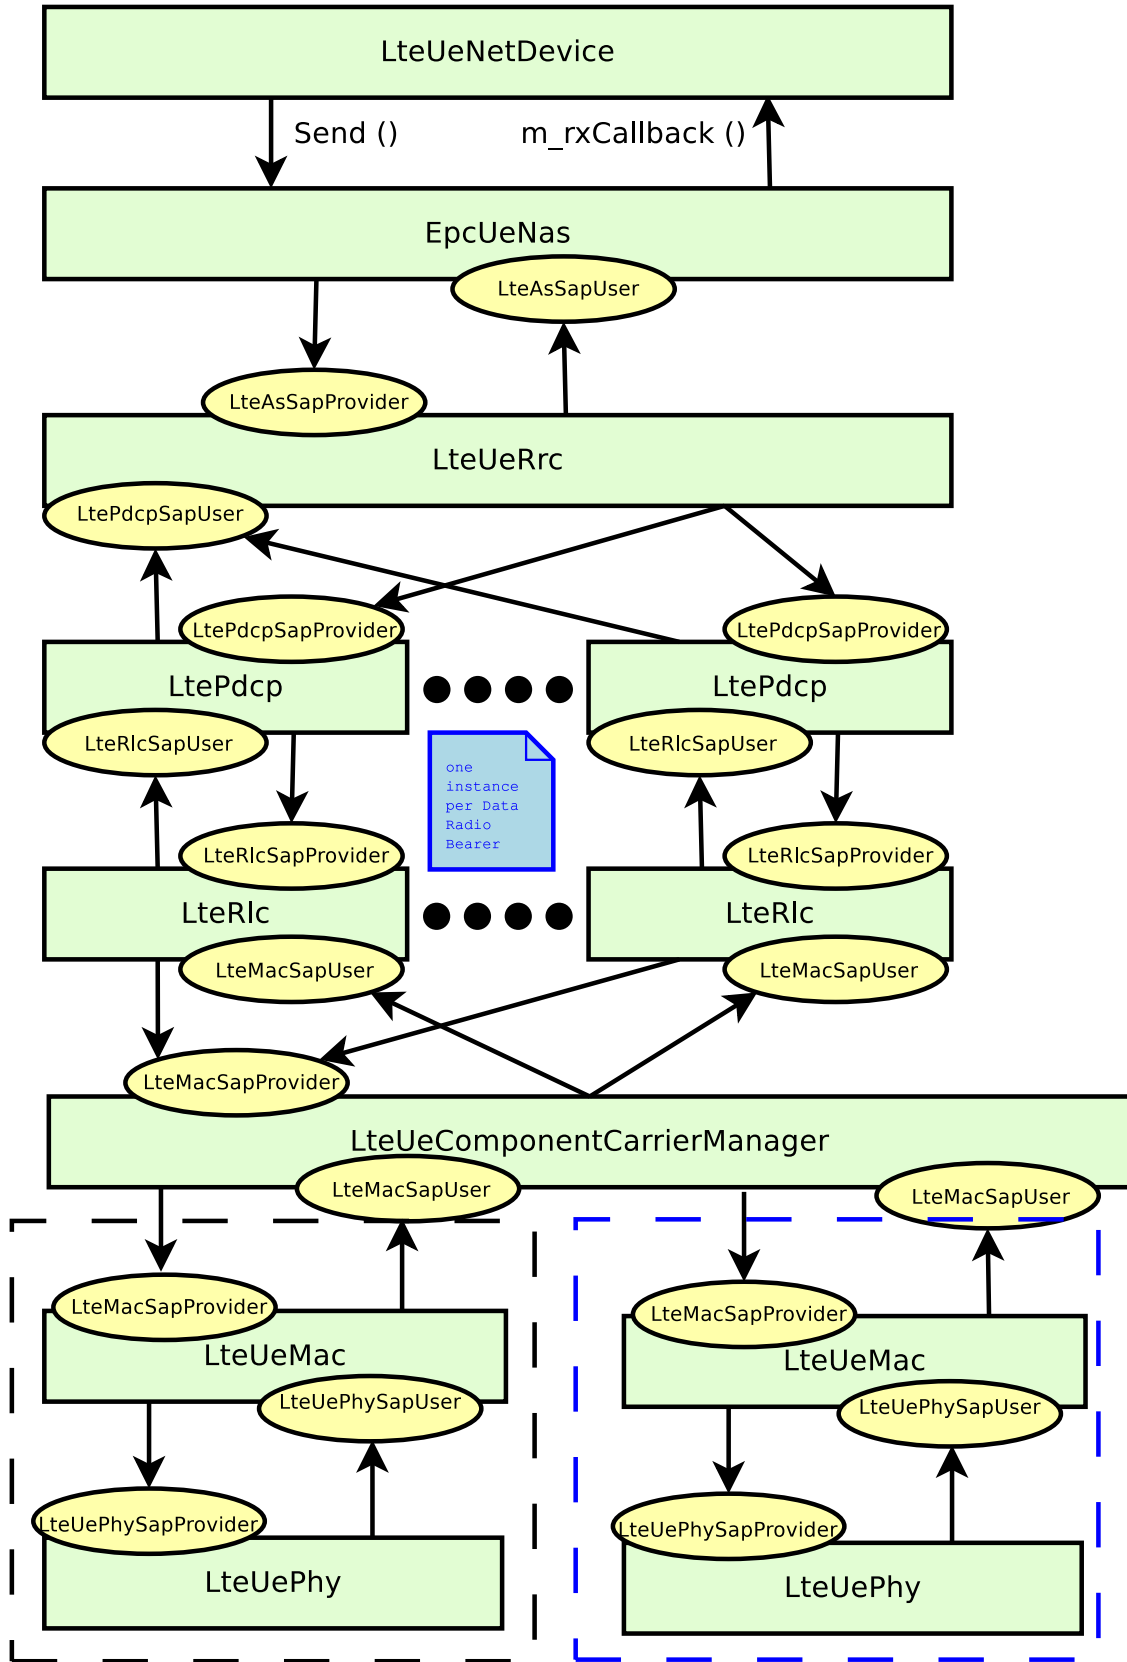 LteUeNetDevice
Send ()
m_rxCallback ()
EpcUeNas
LteAsSapUser
LteAsSapProvider
LteUeRrc
LtePdcpSapUser
LtePdcpSapProvider
LtePdcpSapProvider
LtePdcp
LtePdcp
LteRlcSapUser
LteRlcSapUser
one
instance
per Data
Radio
Bearer
LteRlcSapProvider
LteRlcSapProvider
LteRlc
LteRlc
LteMacSapUser
LteMacSapUser
LteMacSapProvider
LteUeComponentCarrierManager
LteMacSapUser
LteMacSapUser
LteMacSapProvider
LteMacSapProvider
LteUeMac
LteUeMac
LteUePhySapUser
LteUePhySapUser
LteUePhySapProvider
LteUePhySapProvider
LteUePhy
LteUePhy